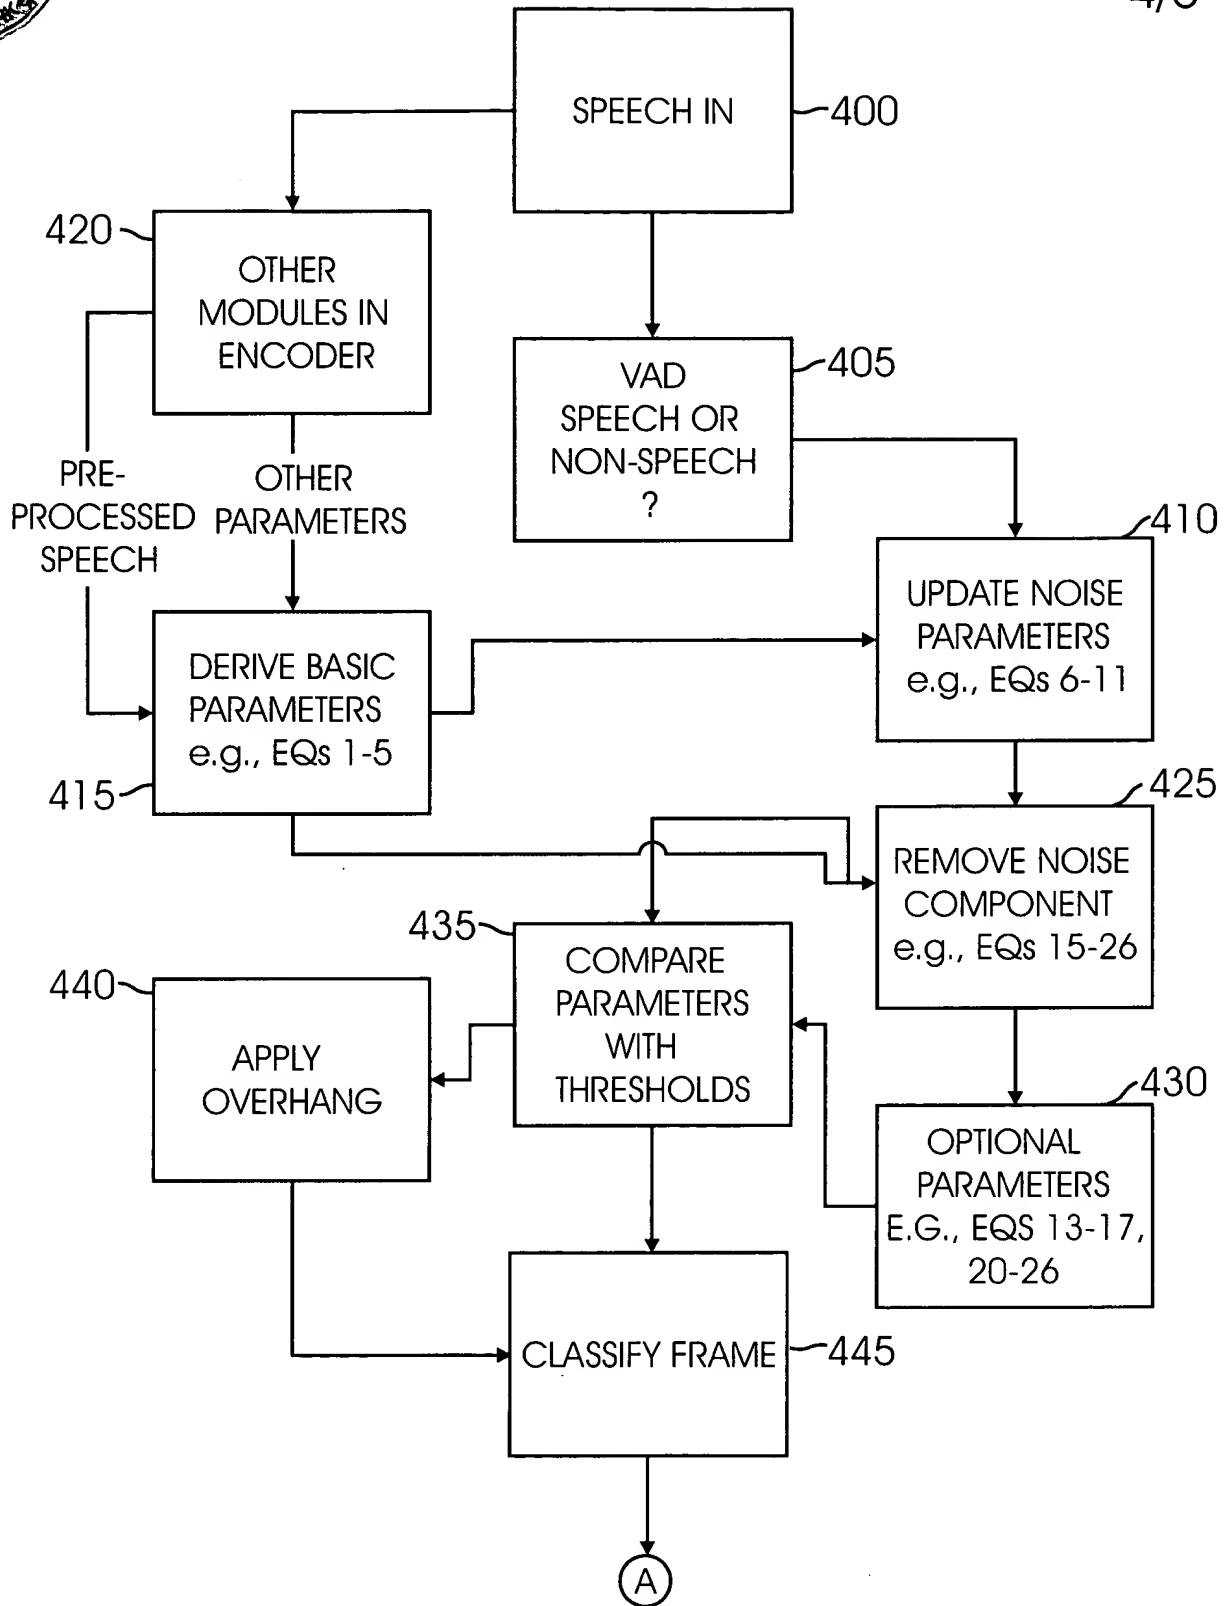 SPEECH IN
400
420
OTHER
MODULES IN
ENCODER
VAD
SPEECH OR
NON-SPEECH
?
405
PRE-
PROCESSED
SPEECH
OTHER
PARAMETERS
410
UPDATE NOISE
PARAMETERS
e.g., EQs 6-11
DERIVE BASIC
PARAMETERS
e.g., EQs 1-5
415
425
REMOVE NOISE
COMPONENT
e.g., EQs 15-26
435
COMPARE
PARAMETERS
WITH
THRESHOLDS
440
APPLY
OVERHANG
430
OPTIONAL
PARAMETERS
E.G., EQS 13-17,
20-26
CLASSIFY FRAME
445
A